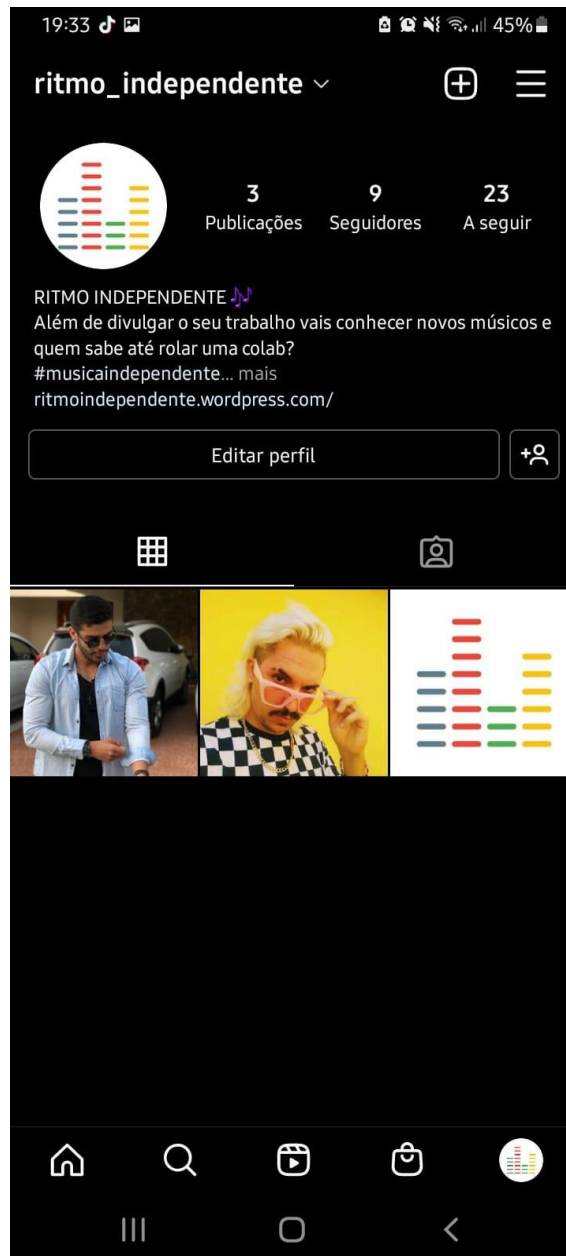 19:33 45%
ritmo_independente
3 9 23
Publicações Seguidores A seguir
RITMO INDEPENDENTE 🎶
Além de divulgar o seu trabalho vais conhecer novos músicos e
quem sabe até rolar uma colab?
#musicaindependente... mais
ritmoindependente.wordpress.com/
Editar perfil